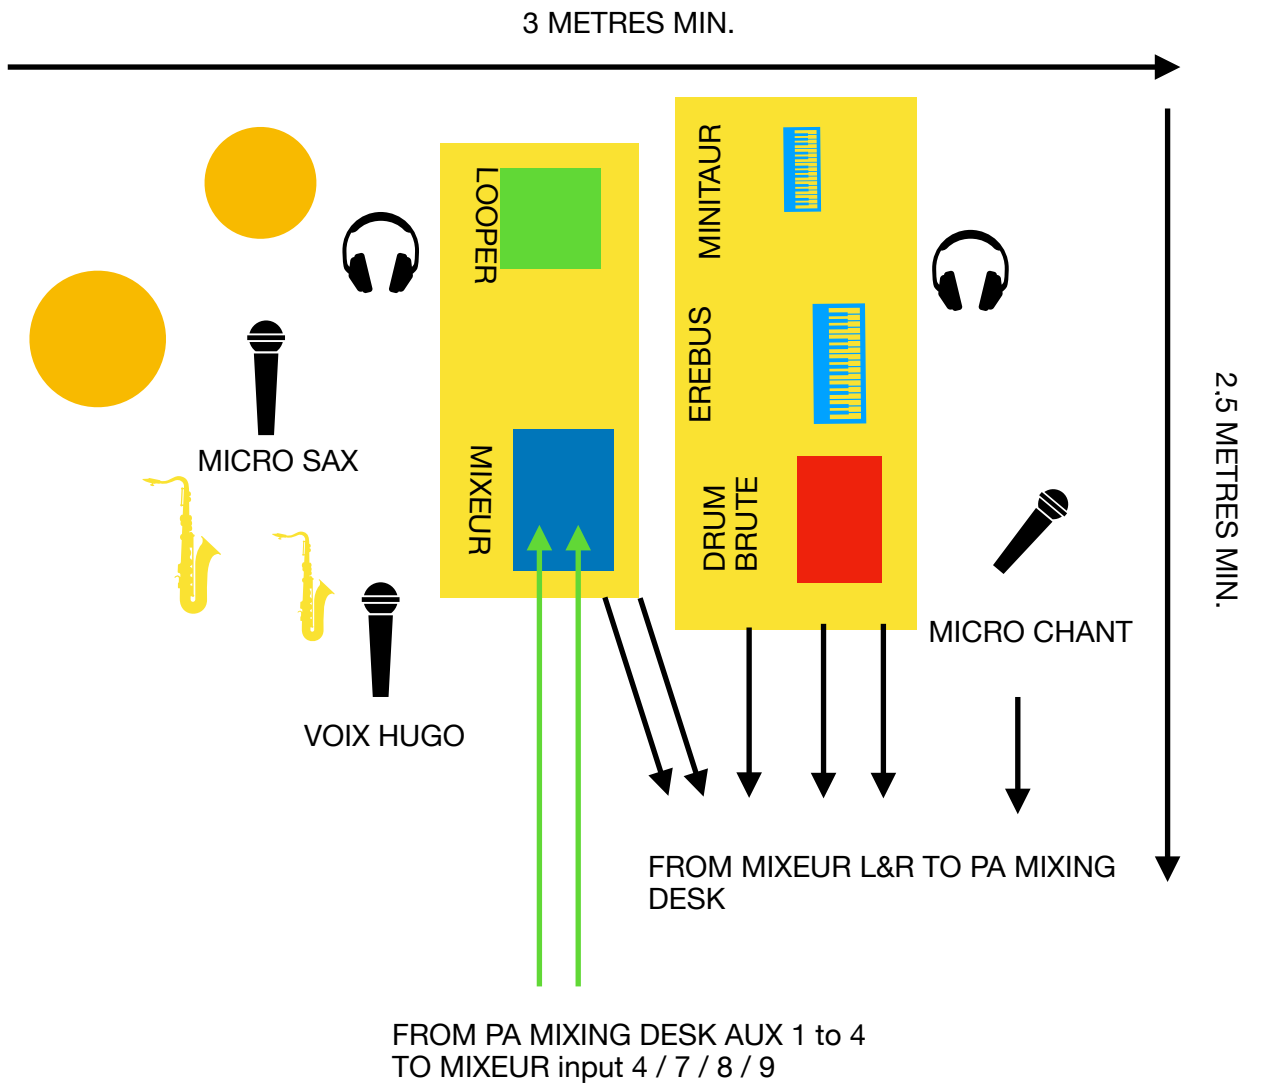 3 METRES MIN.
LOOPER
MINITAUR
EREBUS
MICRO SAX
MIXEUR
DRUM
BRUTE
2,5 METRES MIN.
MICRO CHANT
VOIX HUGO
FROM MIXEUR L&R TO PA MIXING
DESK
FROM PA MIXING DESK AUX 1 to 4
TO MIXEUR input 4 / 7 / 8 / 9